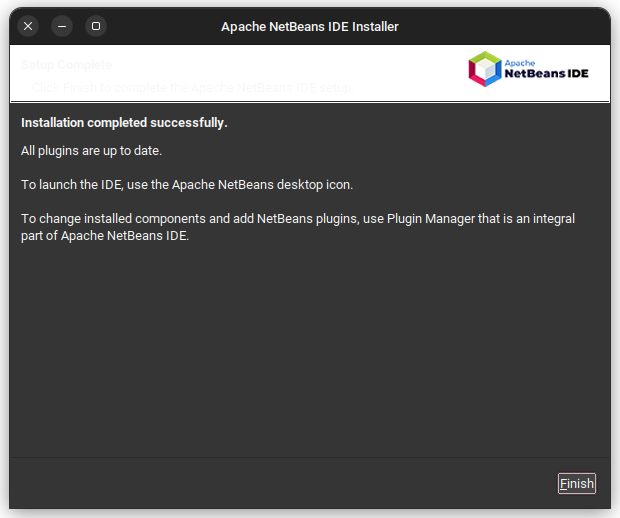 Apache NetBeans IDE Installer
Setup Complete
Click Finish to complete the Apache NetBeans IDE setup.
Apache
NetBeans IDE
Installation completed successfully.
All plugins are up to date.
To launch the IDE, use the Apache NetBeans desktop icon.
To change installed components and add NetBeans plugins, use Plugin Manager that is an integral
part of Apache NetBeans IDE.
Finish